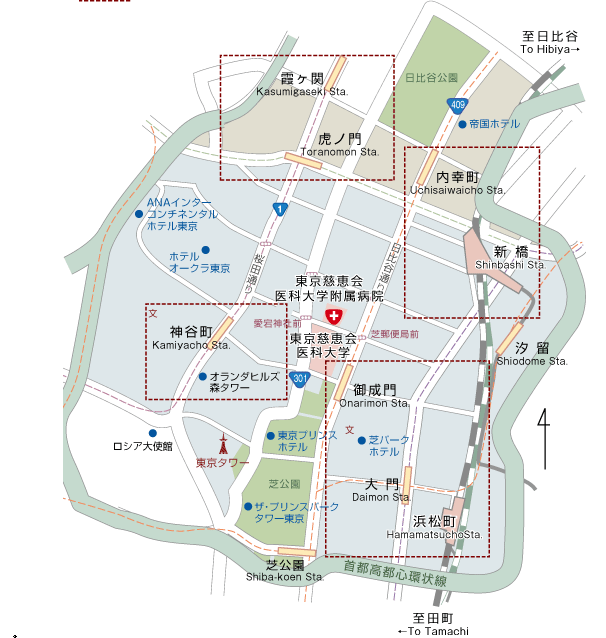 至日比谷
To Hibiya→
霞ヶ関
Kasumigaseki Sta.
日比谷公園
409
帝国ホテル
虎ノ門
Toranomon Sta.
内幸町
Uchisaiwaicho Sta.
ANAインター
コンチネンタル
ホテル東京
1
ホテル
オークラ東京
桜田通り
日比谷通り
新橋
Shinbashi Sta.
東京慈恵会
医科大学附属病院
文
神谷町
Kamiyacho Sta.
愛宕神社前
芝郵便局前
東京慈恵会
医科大学
汐留
Shiodome Sta.
オランダヒルズ
森タワー
301
御成門
Onarimon Sta.
ロシア大使館
東京タワー
東京プリンス
ホテル
文
芝パーク
ホテル
芝公園
大門
Daimon Sta.
ザ・プリンスパーク
タワー東京
浜松町
HamamatsuchoSta.
芝公園
Shiba-koen Sta.
首都高都心環状線
至田町
←To Tamachi